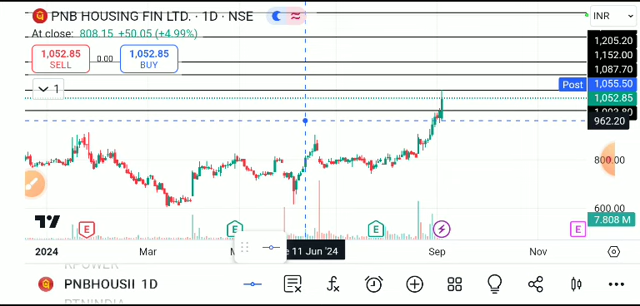 PNB HOUSING FIN LTD. · 1D · NSE
INR
At close: 808.15 +50.05 (+4.99%)
1,052.85
SELL
0.00
1,052.85
BUY
1
1,205.20
1,152.00
1,087.70
Post 1,055.50
1,052.85
962.20
800.00
600.00
7.808 M
E
E
E
E
2024
Mar
11 Jun '24
Sep
Nov
PNBHOUSII 1D